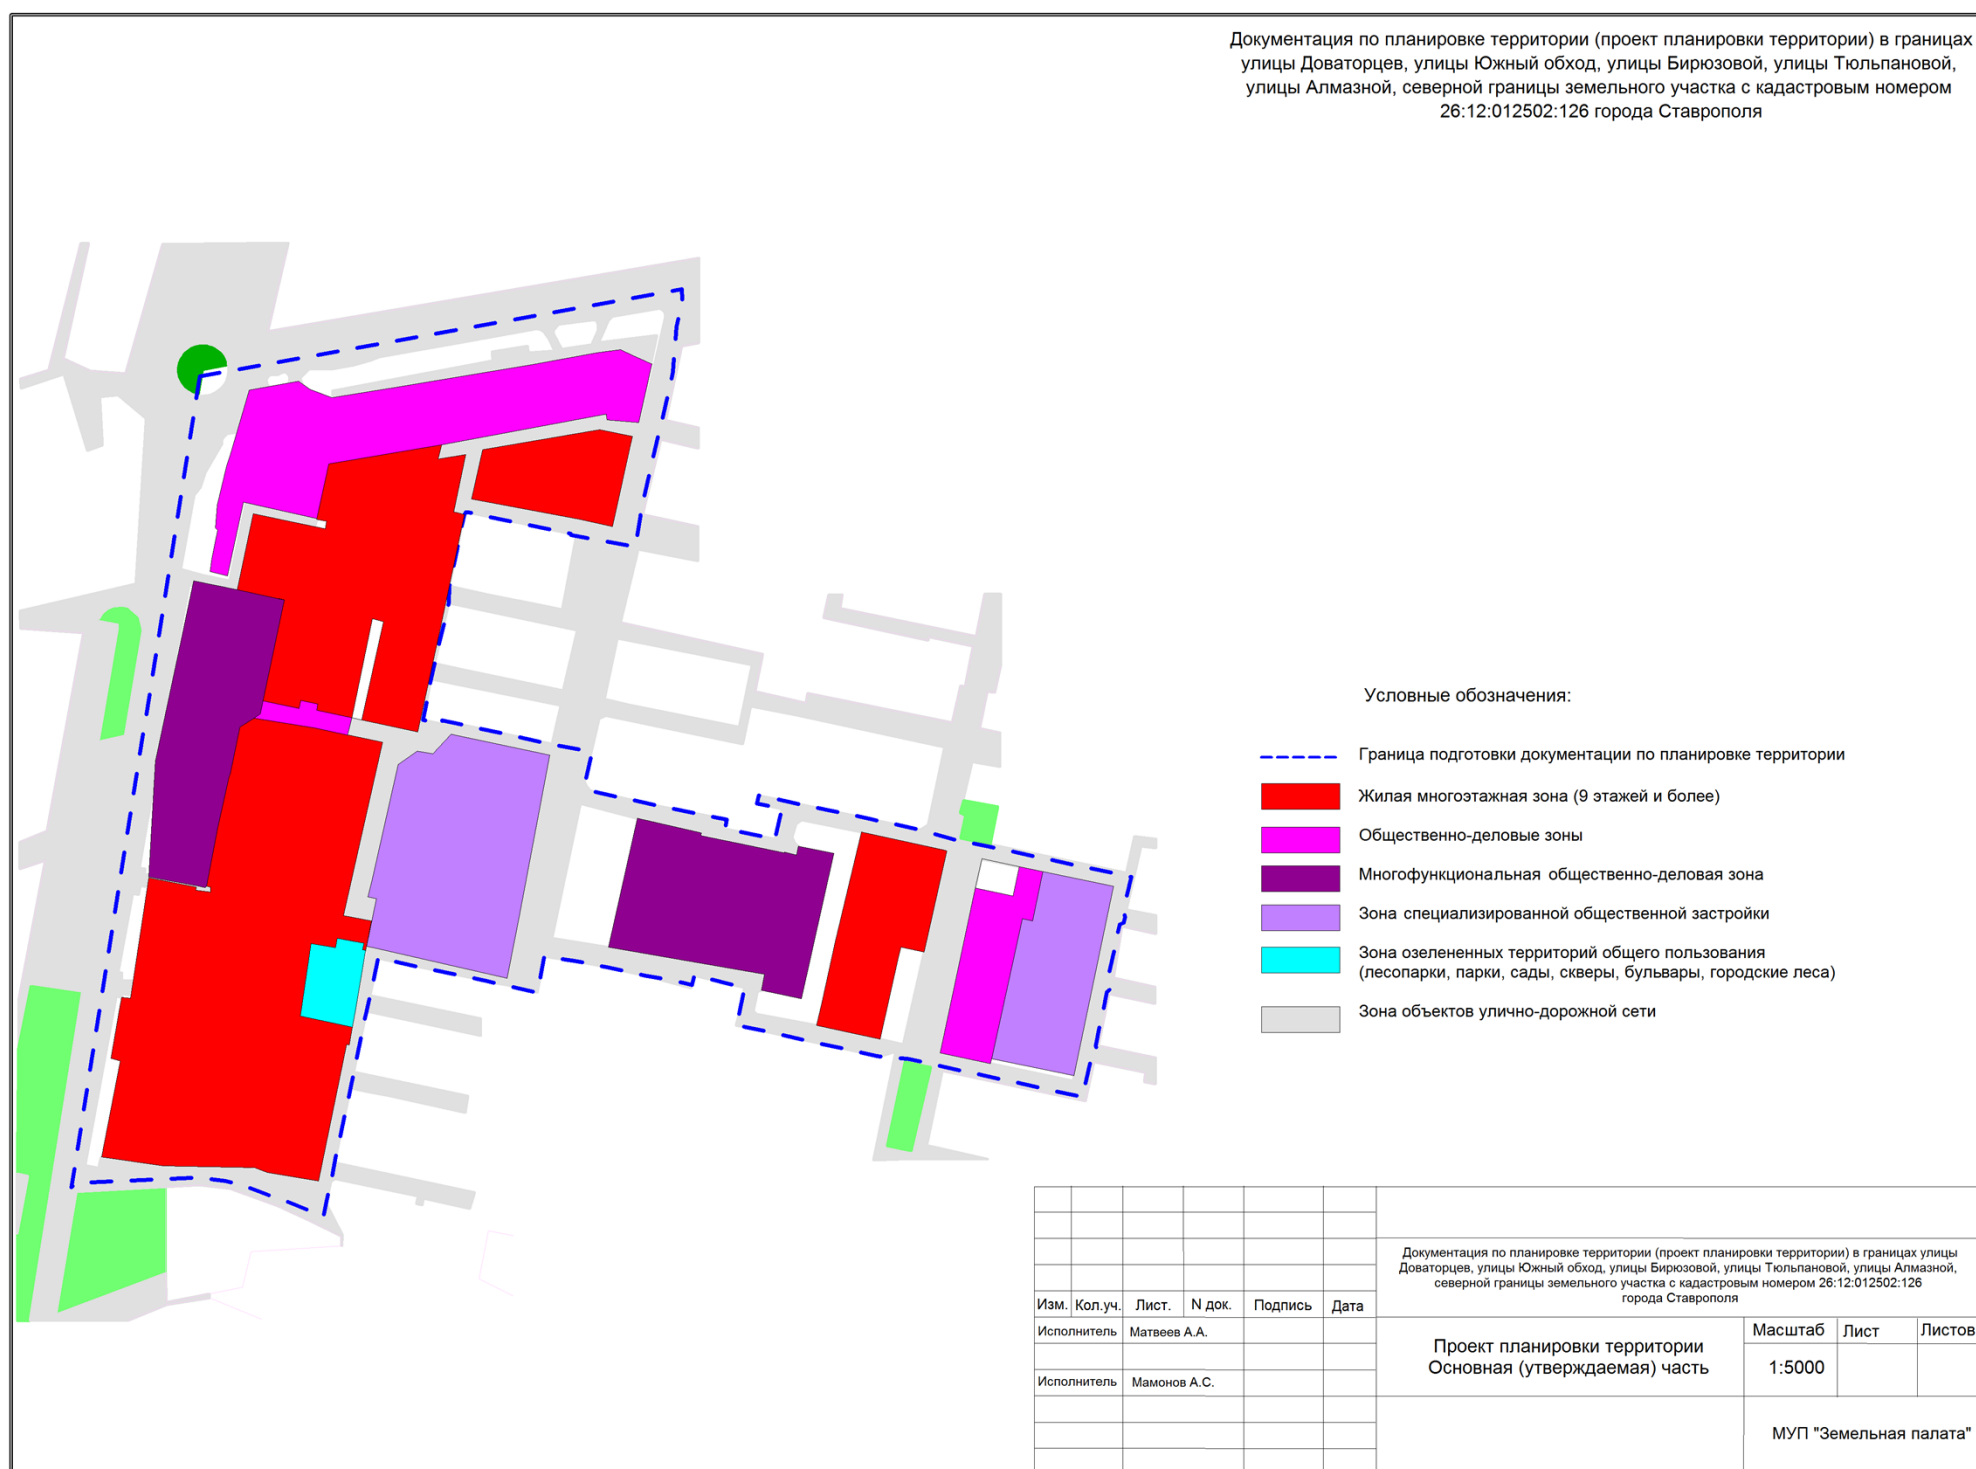 Документация по планировке территории (проект планировки территории) в границах
улицы Доваторцев, улицы Южный обход, улицы Бирюзовой, улицы Тюльпановой,
улицы Алмазной, северной границы земельного участка с кадастровым номером
26:12:012502:126 города Ставрополя
Условные обозначения:
Граница подготовки документации по планировке территории
Жилая многоэтажная зона (9 этажей и более)
Общественно-деловые зоны
Многофункциональная общественно-деловая зона
Зона специализированной общественной застройки
Зона озелененных территорий общего пользования
(лесопарки, парки, сады, скверы, бульвары, городские леса)
Зона объектов улично-дорожной сети
Документация по планировке территории (проект планировки территории) в границах улицы
Доваторцев, улицы Южный обход, улицы Бирюзовой, улицы Тюльпановой, улицы Алмазной,
северной границы земельного участка с кадастровым номером 26:12:012502:126
города Ставрополя
Изм. Кол.уч. Лист. N док. Подпись Дата
Исполнитель Матвеев А.А.
Исполнитель Мамонов А.С.
Проект планировки территории
Основная (утверждаемая) часть
Масштаб Лист Листов
1:5000
МУП "Земельная палата"